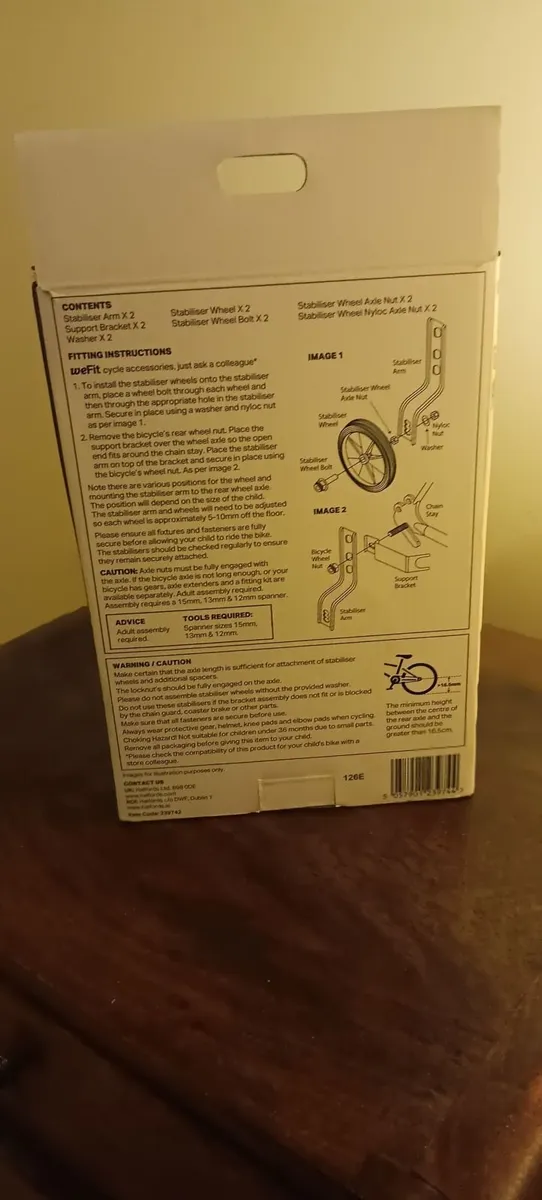 CONTENTS
Stabiliser Arm X 2
Support Bracket X 2
Washer X 2
Stabiliser Wheel X 2
Stabiliser Wheel Bolt X 2
Stabiliser Wheel Axle Nut X 2
Stabiliser Wheel Nyloc Axle Nut X 2
FITTING INSTRUCTIONS
weFit cycle accessories, just ask a colleague*
1. To install the stabiliser wheels onto the stabiliser
arm, place a wheel bolt through each wheel and
then through the appropriate hole in the stabiliser
arm. Secure in place using a washer and nyloc nut
as per image 1.
2. Remove the bicycle's rear wheel nut. Place the
support bracket over the wheel axle so the open
end fits around the chain stay. Place the stabiliser
arm on top of the bracket and secure in place using
the bicycle's wheel nut. As per image 2.
Note there are various positions for the wheel and
mounting the stabiliser arm to the rear wheel axle.
The position will depend on the size of the child.
The stabiliser arm and wheels will need to be adjusted
so each wheel is approximately 5-10mm off the floor.
Please ensure all fixtures and fasteners are fully
secure before allowing your child to ride the bike.
The stabilisers should be checked regularly to ensure
they remain securely attached.
CAUTION: Axle nuts must be fully engaged with
the axle. If the bicycle axle is not long enough, or your
bicycle has gears, axle extenders and a fitting kit are
available separately. Adult assembly required.
Assembly requires a 15mm, 13mm & 12mm spanner.
ADVICE
Adult assembly
required.
TOOLS REQUIRED:
Spanner sizes 15mm,
13mm & 12mm.
IMAGE 1
Stabiliser
Arm
Stabiliser Wheel
Axle Nut
Stabiliser
Wheel
Nyloc
Nut
Washer
Stabiliser
Wheel Bolt
IMAGE 2
Chain
Stay
Bicycle
Wheel
Nut
Support
Bracket
Stabiliser
Arm
WARNING / CAUTION
Make certain that the axle length is sufficient for attachment of stabiliser
wheels and additional spacers.
The locknut's should be fully engaged on the axle.
Please do not assemble stabiliser wheels without the provided washer.
Do not use these stabilisers if the bracket assembly does not fit or is blocked
by the chain guard, coaster brake or other parts.
Make sure that all fasteners are secure before use.
Always wear protective gear, helmet, knee pads and elbow pads when cycling.
Choking Hazard! Not suitable for children under 36 months due to small parts.
Remove all packaging before giving this item to your child.
*Please check the compatibility of this product for your child's bike with a
store colleague.
>16.5cm
The minimum height
between the centre of
the rear axle and the
ground should be
greater than 16.5cm.
Images for illustration purposes only.
CONTACT US
UK: Halfords Ltd, B98 0DE
www.halfords.com
ROI: Halfords, c/o DWF, Dublin 1
www.halfords.ie
Sale Code: 239742
126E